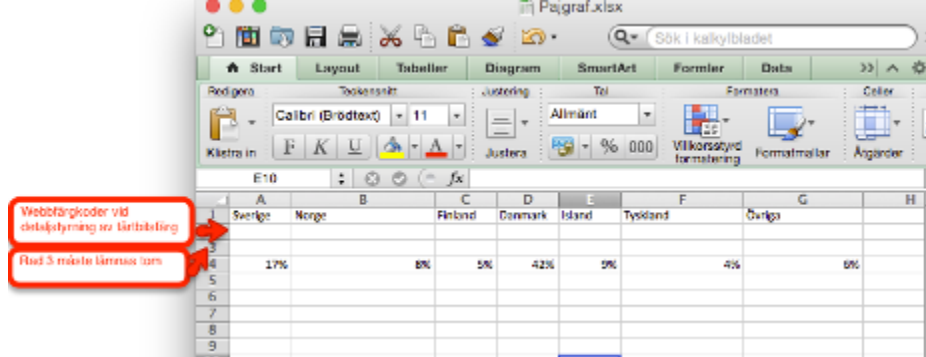 Pajgraf.xlsx
Sök i kalkylbladet
Start Layout Tabeller Diagram SmartArt Formler Data
Redigera Teckensnitt Justering Tal Formatera Celler
Calibri (Brödtext) 11 Allmänt
Klistra in F K U A Justera % 000 Villkorsstyrd formatering Formatmallar Åtgärder
E10 fx
A B C D E F G H
1 Sverige Norge Finland Danmark Island Tyskland Övriga
Webbfärgkoder vid
detaljstyrning av tårtbitsfärg
3
Rad 3 måste lämnas tom
4 17% 8% 5% 42% 9% 4% 6%
5
6
7
8
9